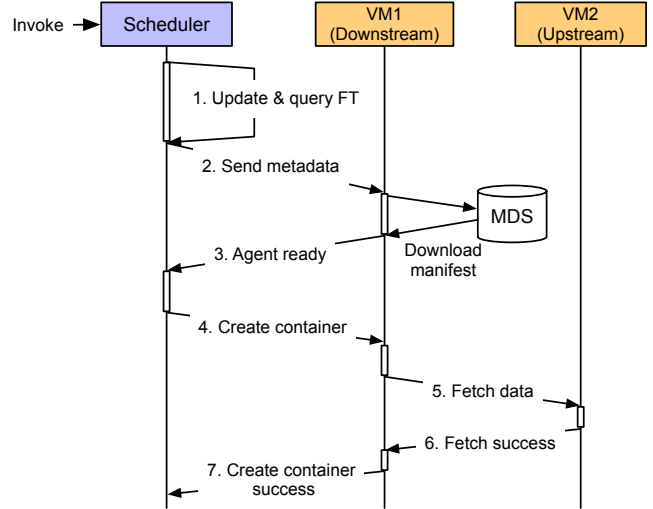 Invoke
Scheduler
VM1
(Downstream)
VM2
(Upstream)
1. Update & query FT
2. Send metadata
MDS
Download
manifest
3. Agent ready
4. Create container
5. Fetch data
6. Fetch success
7. Create container
success